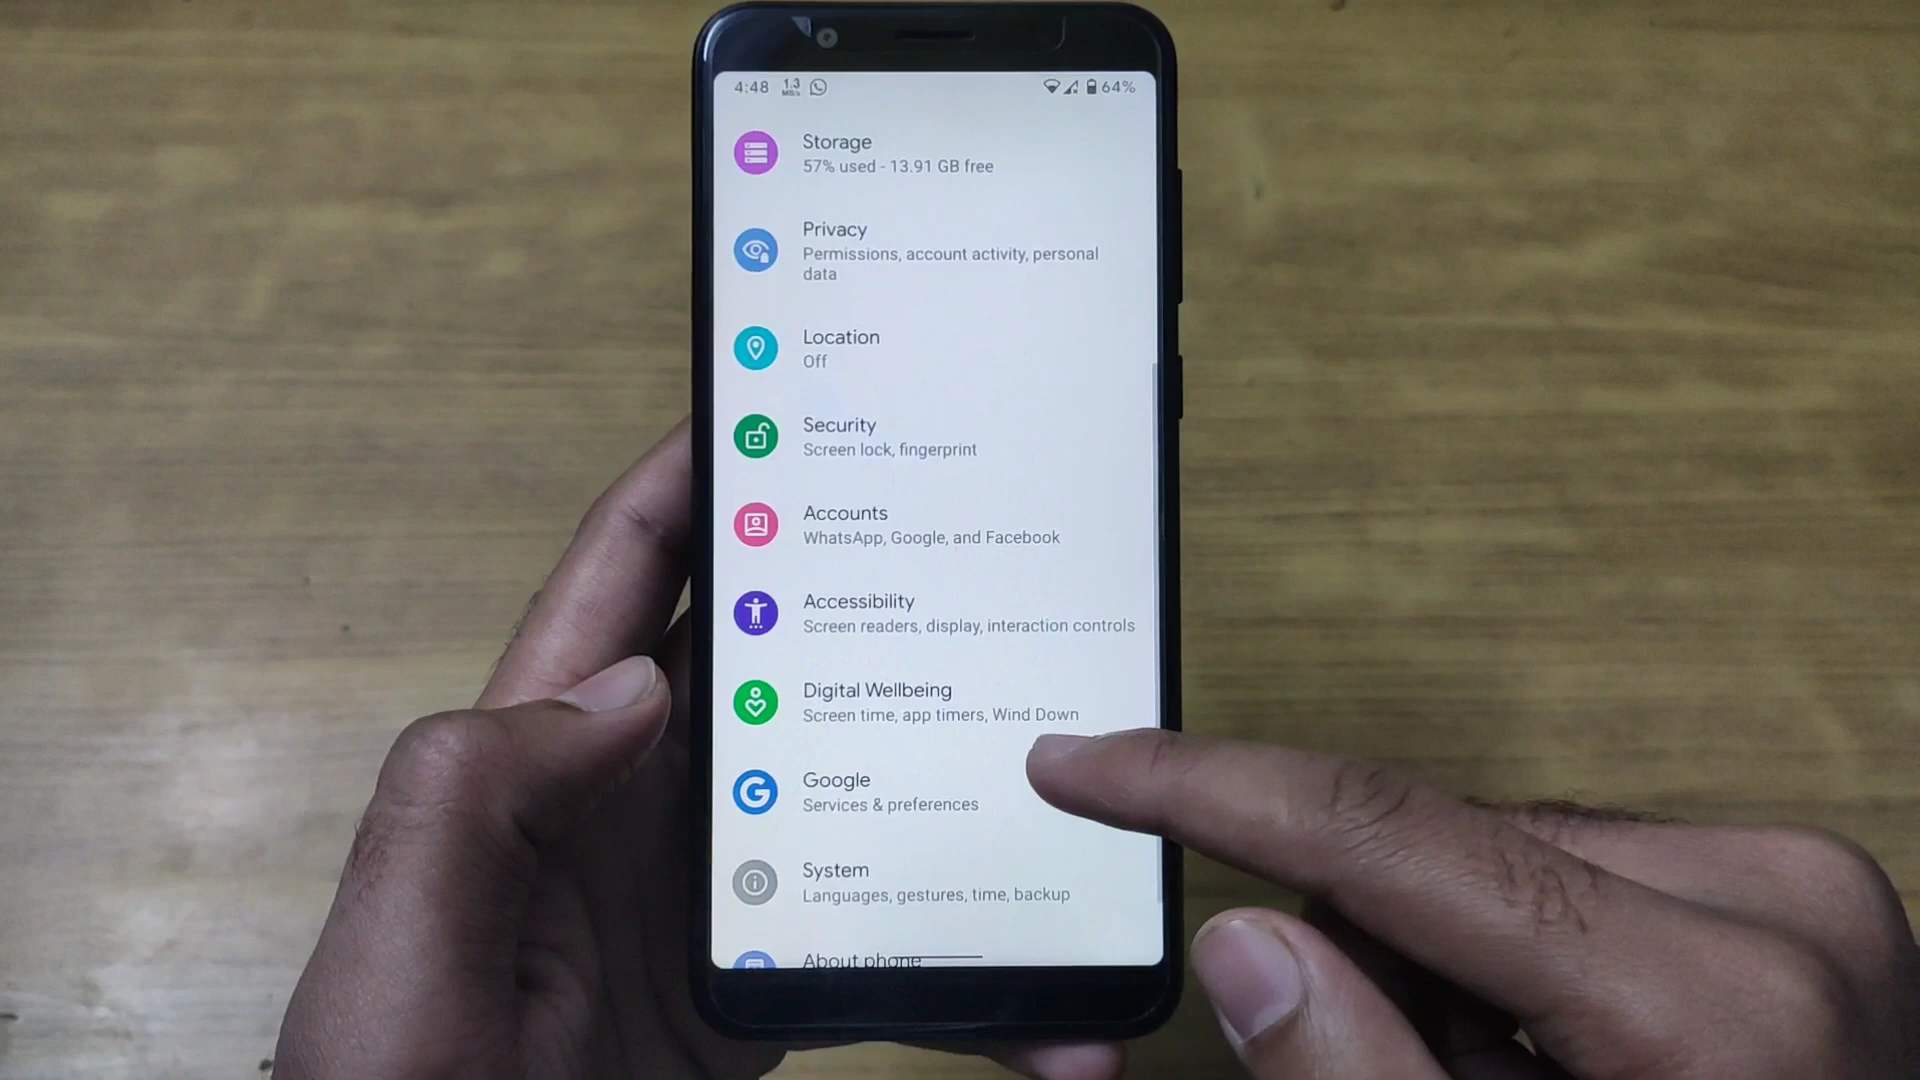 4:48 1.3 MB/s 64%
Storage
57% used - 13.91 GB free
Privacy
Permissions, account activity, personal
data
Location
Off
Security
Screen lock, fingerprint
Accounts
WhatsApp, Google, and Facebook
Accessibility
Screen readers, display, interaction controls
Digital Wellbeing
Screen time, app timers, Wind Down
Google
Services & preferences
System
Languages, gestures, time, backup
About phone